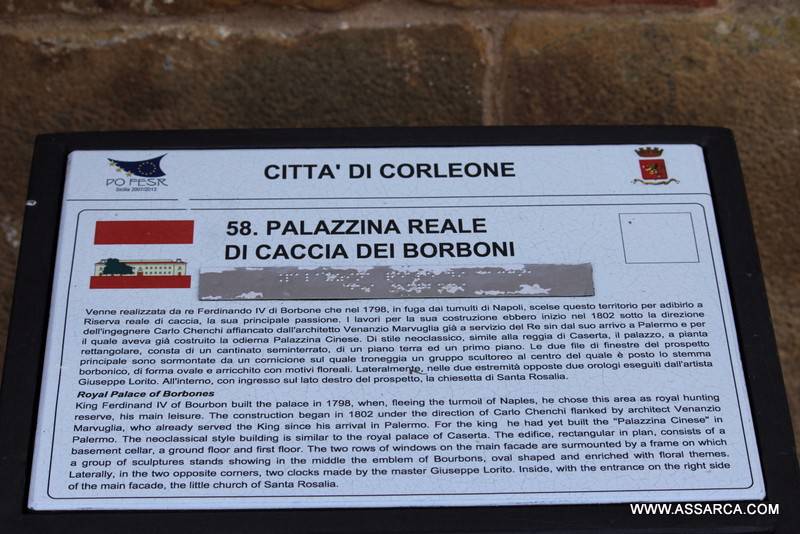 PO FESR
Sicilia 2007/2013
CITTA' DI CORLEONE
58. PALAZZINA REALE
DI CACCIA DEI BORBONI
Venne realizzata da re Ferdinando IV di Borbone che nel 1798, in fuga dai tumulti di Napoli, scelse questo territorio per adibirlo a
Riserva reale di caccia, la sua principale passione. I lavori per la sua costruzione ebbero inizio nel 1802 sotto la direzione
dell'ingegnere Carlo Chenchi affiancato dall'architetto Venanzio Marvuglia già a servizio del Re sin dal suo arrivo a Palermo e per
il quale aveva già costruito la odierna Palazzina Cinese. Di stile neoclassico, simile alla reggia di Caserta, il palazzo, a pianta
rettangolare, consta di un cantinato seminterrato, di un piano terra ed un primo piano. Le due file di finestre del prospetto
principale sono sormontate da un cornicione sul quale troneggia un gruppo scultoreo al centro del quale è posto lo stemma
borbonico, di forma ovale e arricchito con motivi floreali. Lateralmente, nelle due estremità opposte due orologi eseguiti dall'artista
Giuseppe Lorito. All'interno, con ingresso sul lato destro del prospetto, la chiesetta di Santa Rosalia.
Royal Palace of Borbones
King Ferdinand IV of Bourbon built the palace in 1798, when, fleeing the turmoil of Naples, he chose this area as royal hunting
reserve, his main leisure. The construction began in 1802 under the direction of Carlo Chenchi flanked by architect Venanzio
Marvuglia, who already served the King since his arrival in Palermo. For the king he had yet built the "Palazzina Cinese" in
Palermo. The neoclassical style building is similar to the royal palace of Caserta. The edifice, rectangular in plan, consists of a
basement cellar, a ground floor and first floor. The two rows of windows on the main facade are surmounted by a frame on which
a group of sculptures stands showing in the middle the emblem of Bourbons, oval shaped and enriched with floral themes.
Laterally, in the two opposite corners, two clocks made by the master Giuseppe Lorito. Inside, with the entrance on the right side
of the main facade, the little church of Santa Rosalia.
WWW.ASSARCA.COM